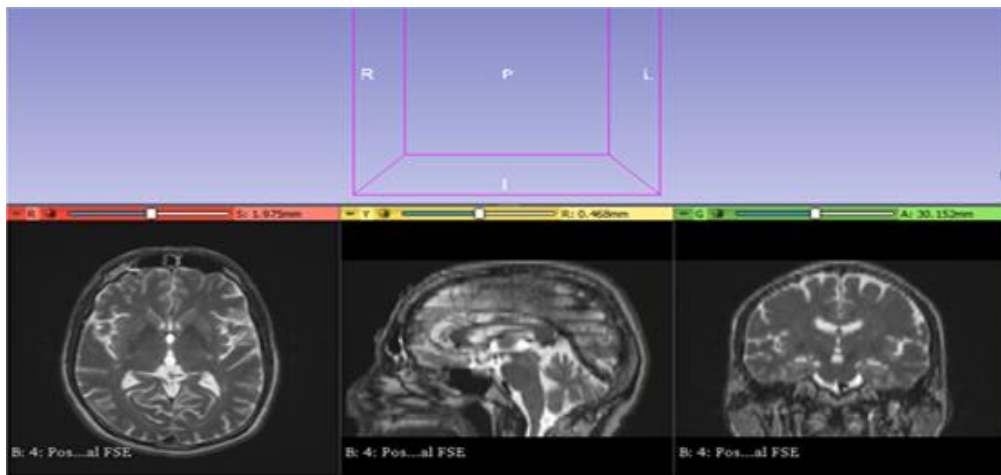 R P L
I
R S: 1.975mm Y R: 0.468mm G A: 30.152mm
B: 4: Pos...al FSE B: 4: Pos...al FSE B: 4: Pos...al FSE